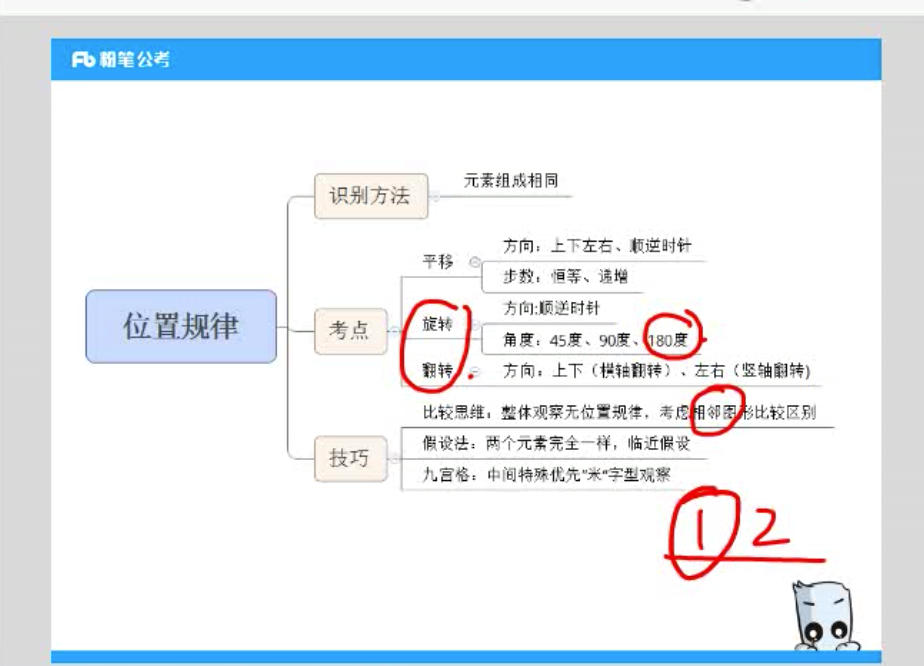 粉笔公考
识别方法
元素组成相同
位置规律
考点
平移
方向：上下左右、顺逆时针
步数：恒等、递增
旋转
方向:顺逆时针
角度：45度、90度、180度
翻转
方向：上下（横轴翻转）、左右（竖轴翻转)
技巧
比较思维：整体观察无位置规律，考虑相邻图形比较区别
假设法：两个元素完全一样，临近假设
九宫格：中间特殊优先"米"字型观察
1 2